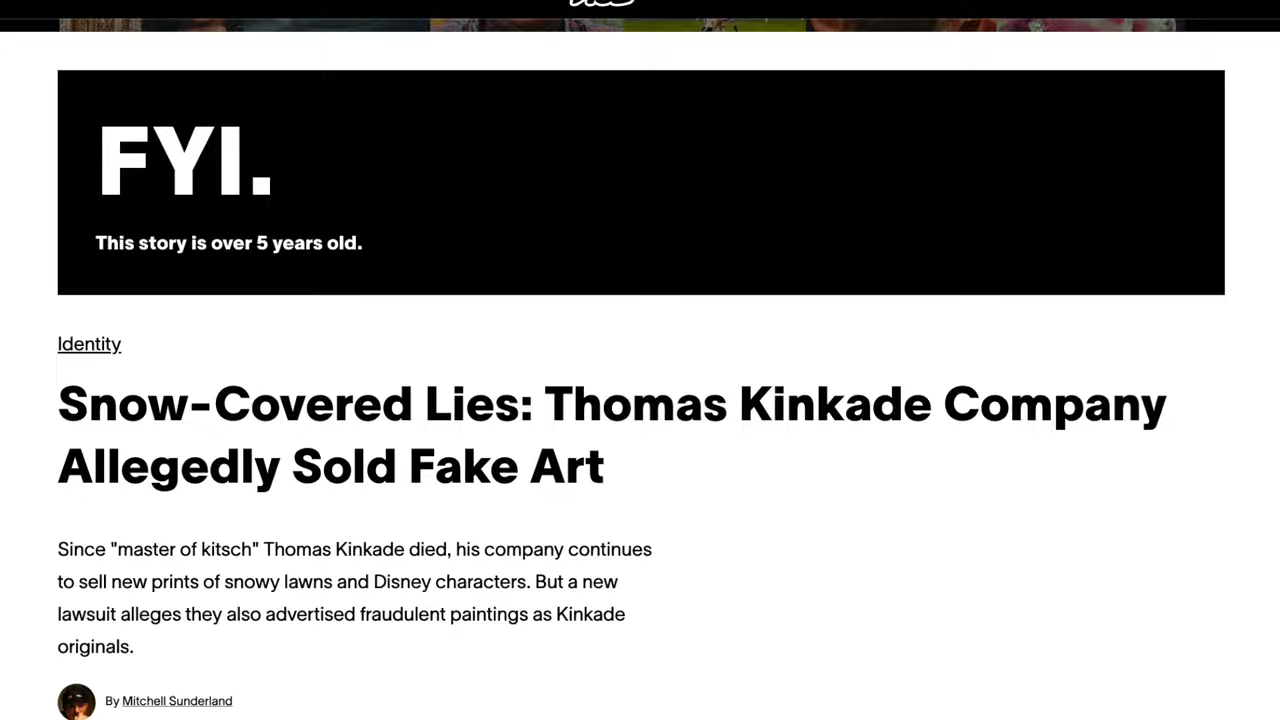 FYI.
This story is over 5 years old.
Identity
Snow-Covered Lies: Thomas Kinkade Company
Allegedly Sold Fake Art
Since "master of kitsch" Thomas Kinkade died, his company continues
to sell new prints of snowy lawns and Disney characters. But a new
lawsuit alleges they also advertised fraudulent paintings as Kinkade
originals.
By Mitchell Sunderland